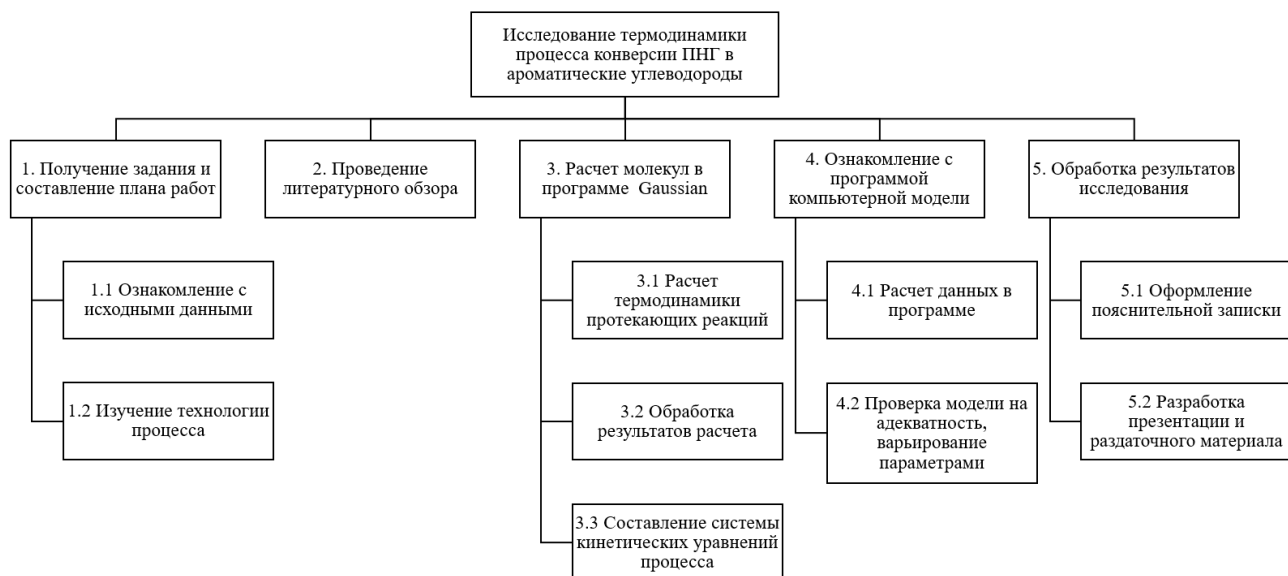 Исследование термодинамики
процесса конверсии ПНГ в
ароматические углеводороды
1. Получение задания и
составление плана работ
2. Проведение
литературного обзора
3. Расчет молекул в
программе Gaussian
4. Ознакомление с
программой
компьютерной модели
5. Обработка результатов
исследования
1.1 Ознакомление с
исходными данными
1.2 Изучение технологии
процесса
3.1 Расчет
термодинамики
протекающих реакций
3.2 Обработка
результатов расчета
3.3 Составление системы
кинетических уравнений
процесса
4.1 Расчет данных в
программе
4.2 Проверка модели на
адекватность,
варьирование
параметрами
5.1 Оформление
пояснительной записки
5.2 Разработка
презентации и
раздаточного материала